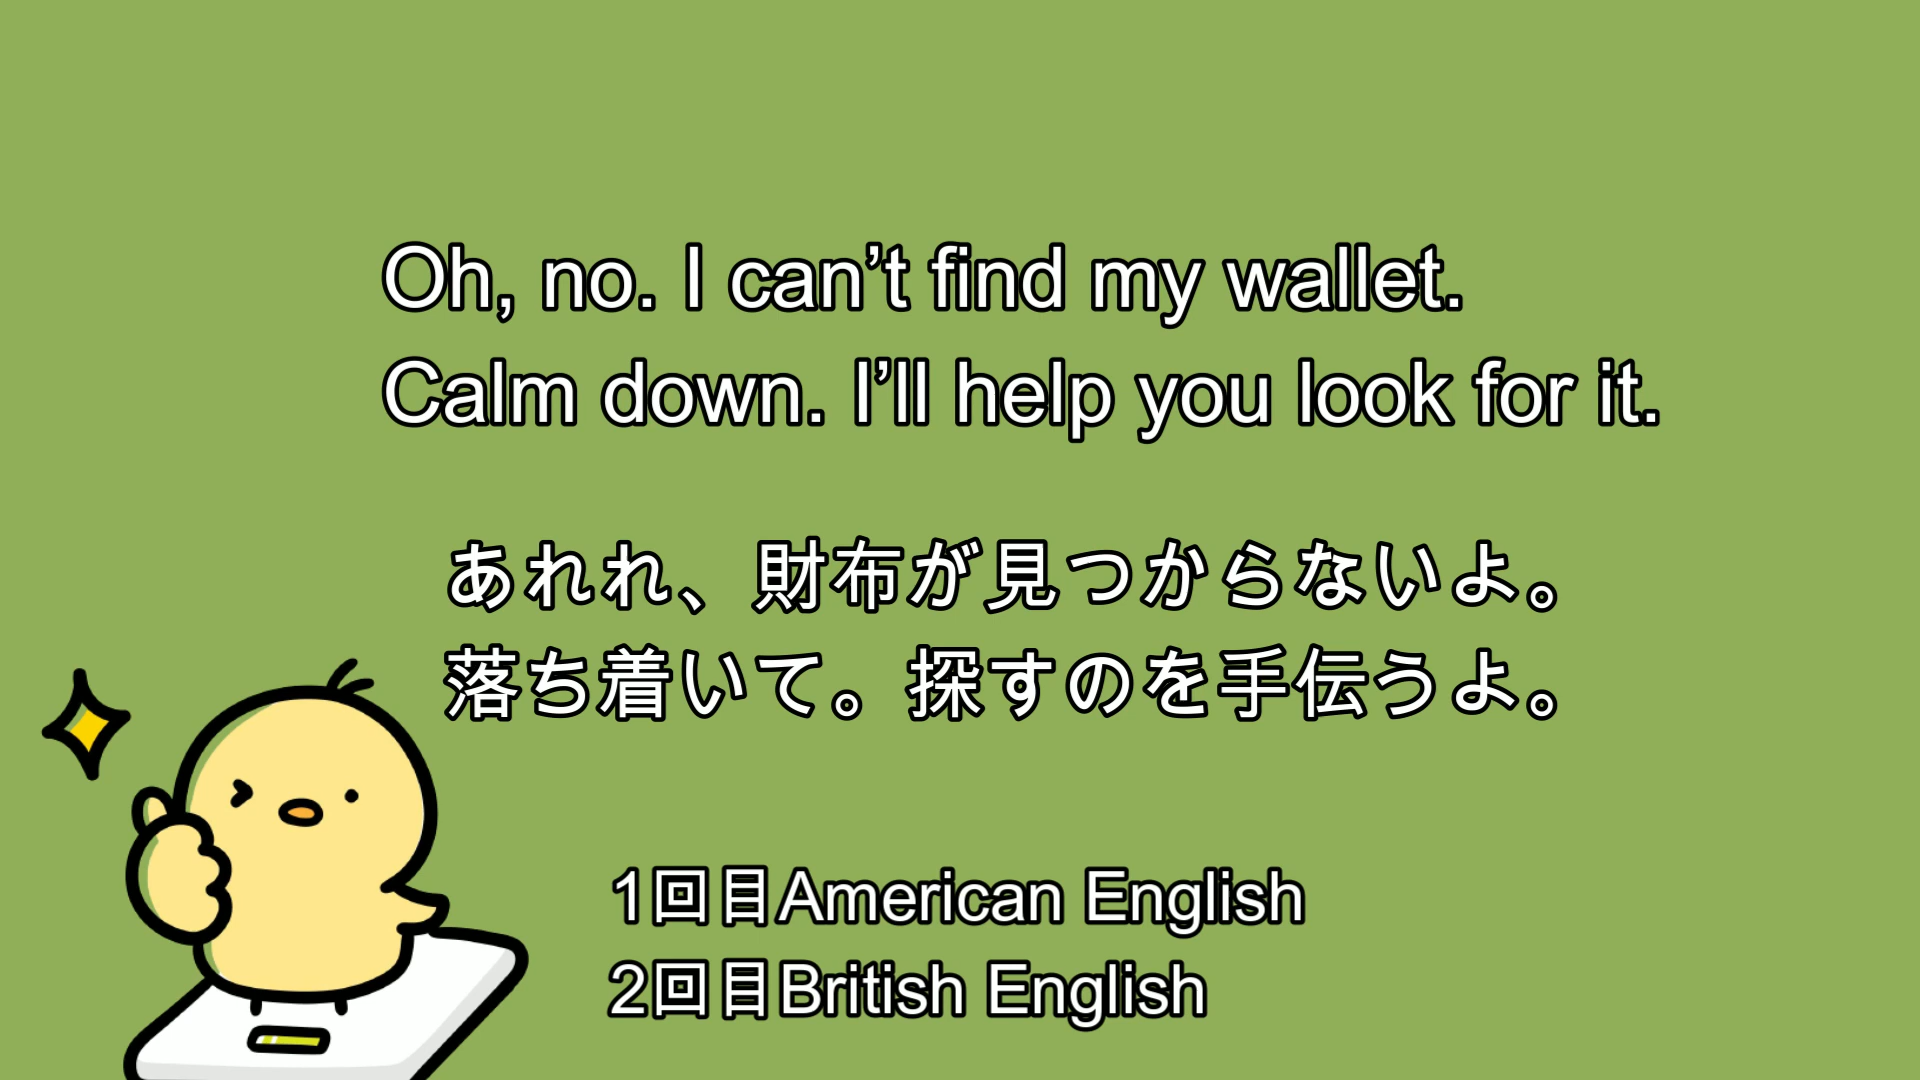 Oh, no. I can’t find my wallet.
Calm down. I’ll help you look for it.
あれれ、財布が見つからないよ。
落ち着いて。探すのを手伝うよ。
1回目American English
2回目British English